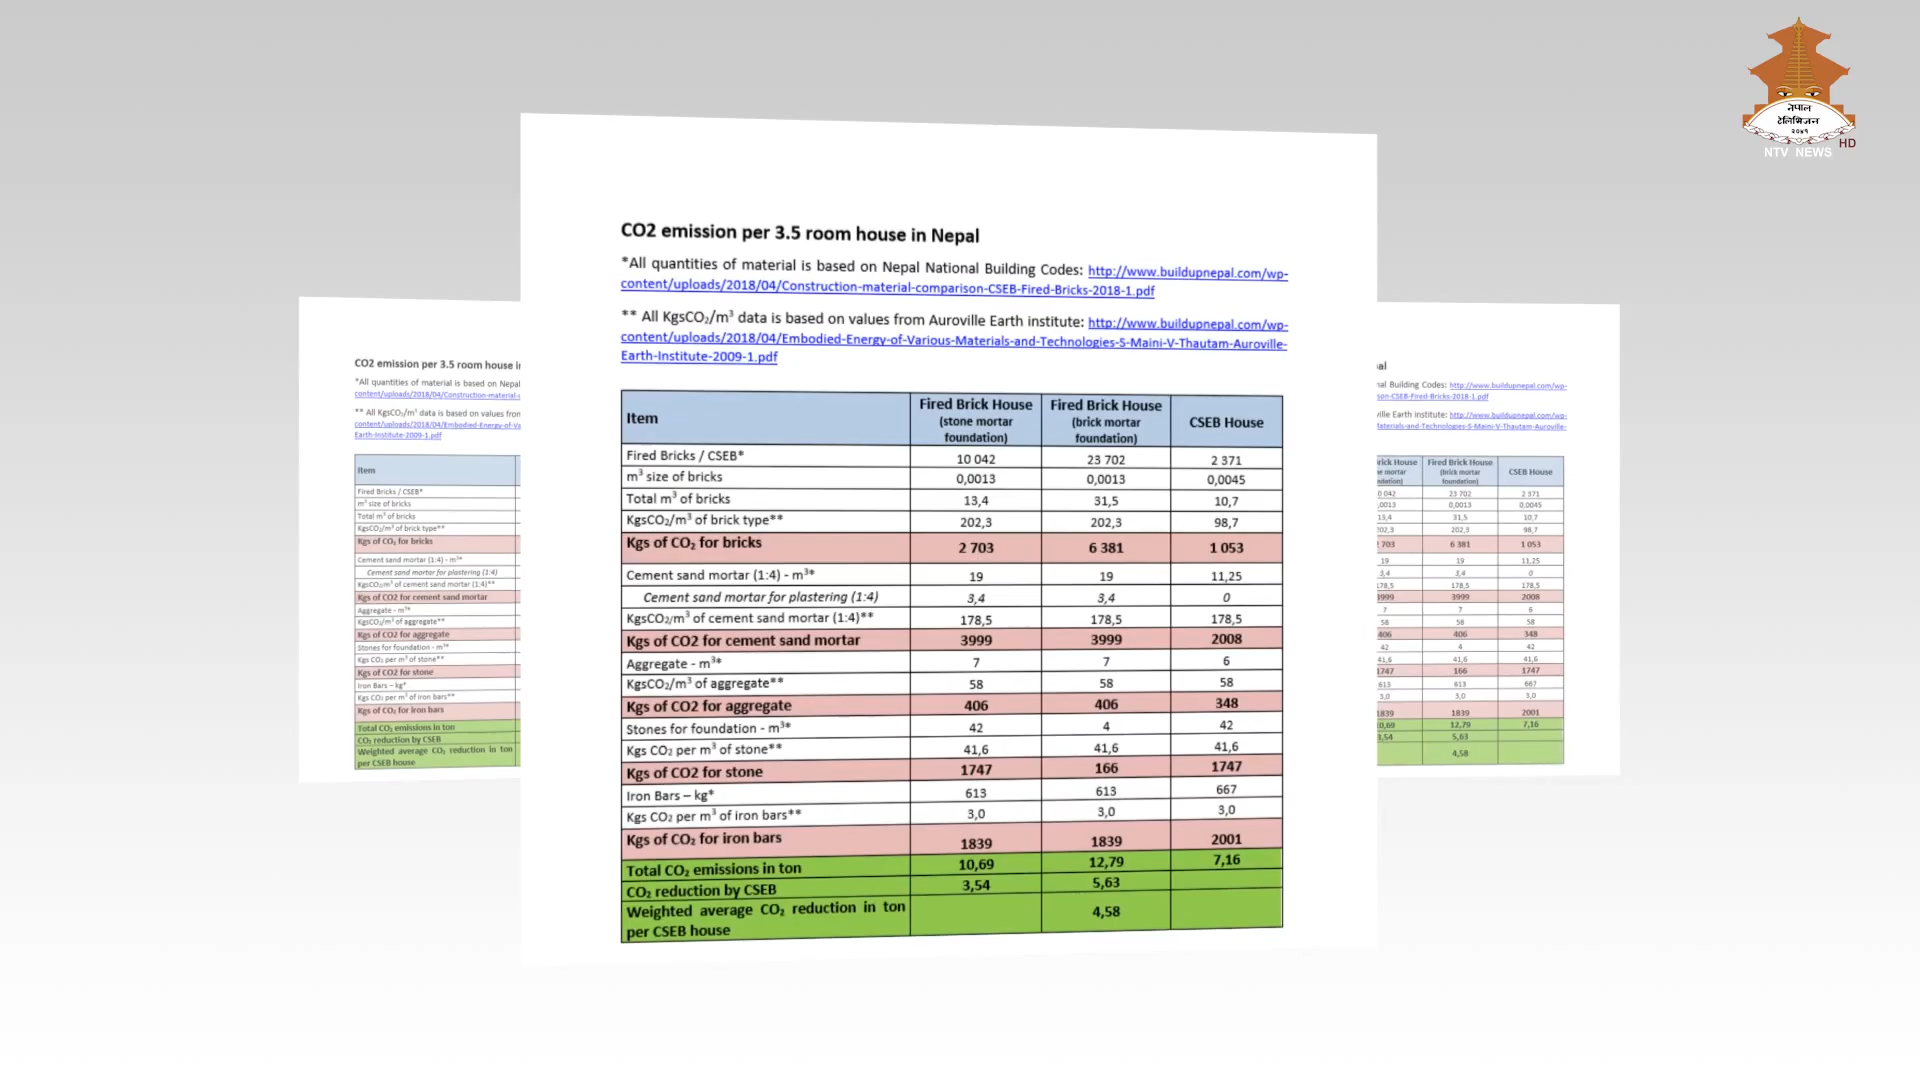 नेपाल
टेलिभिजन
२०४१
NTV NEWS HD
CO2 emission per 3.5 room house in Nepal
*All quantities of material is based on Nepal National Building Codes: http://www.buildupnepal.com/wp-
content/uploads/2018/04/Construction-material-comparison-CSEB-Fired-Bricks-2018-1.pdf
** All KgsCO₂/m³ data is based on values from Auroville Earth institute: http://www.buildupnepal.com/wp-
content/uploads/2018/04/Embodied-Energy-of-Various-Materials-and-Technologies-S-Maini-V-Thautam-Auroville-
Earth-Institute-2009-1.pdf
Item Fired Brick House (stone mortar foundation) Fired Brick House (brick mortar foundation) CSEB House
Fired Bricks / CSEB* 10 042 23 702 2 371
m³ size of bricks 0,0013 0,0013 0,0045
Total m³ of bricks 13,4 31,5 10,7
KgsCO₂/m³ of brick type** 202,3 202,3 98,7
Kgs of CO₂ for bricks 2 703 6 381 1 053
Cement sand mortar (1:4) - m³* 19 19 11,25
Cement sand mortar for plastering (1:4) 3,4 3,4 0
KgsCO₂/m³ of cement sand mortar (1:4)** 178,5 178,5 178,5
Kgs of CO2 for cement sand mortar 3999 3999 2008
Aggregate - m³* 7 7 6
KgsCO₂/m³ of aggregate** 58 58 58
Kgs of CO2 for aggregate 406 406 348
Stones for foundation - m³* 42 4 42
Kgs CO₂ per m³ of stone** 41,6 41,6 41,6
Kgs of CO2 for stone 1747 166 1747
Iron Bars – kg* 613 613 667
Kgs CO₂ per m³ of iron bars** 3,0 3,0 3,0
Kgs of CO₂ for iron bars 1839 1839 2001
Total CO₂ emissions in ton 10,69 12,79 7,16
CO₂ reduction by CSEB 3,54 5,63
Weighted average CO₂ reduction in ton
per CSEB house 4,58